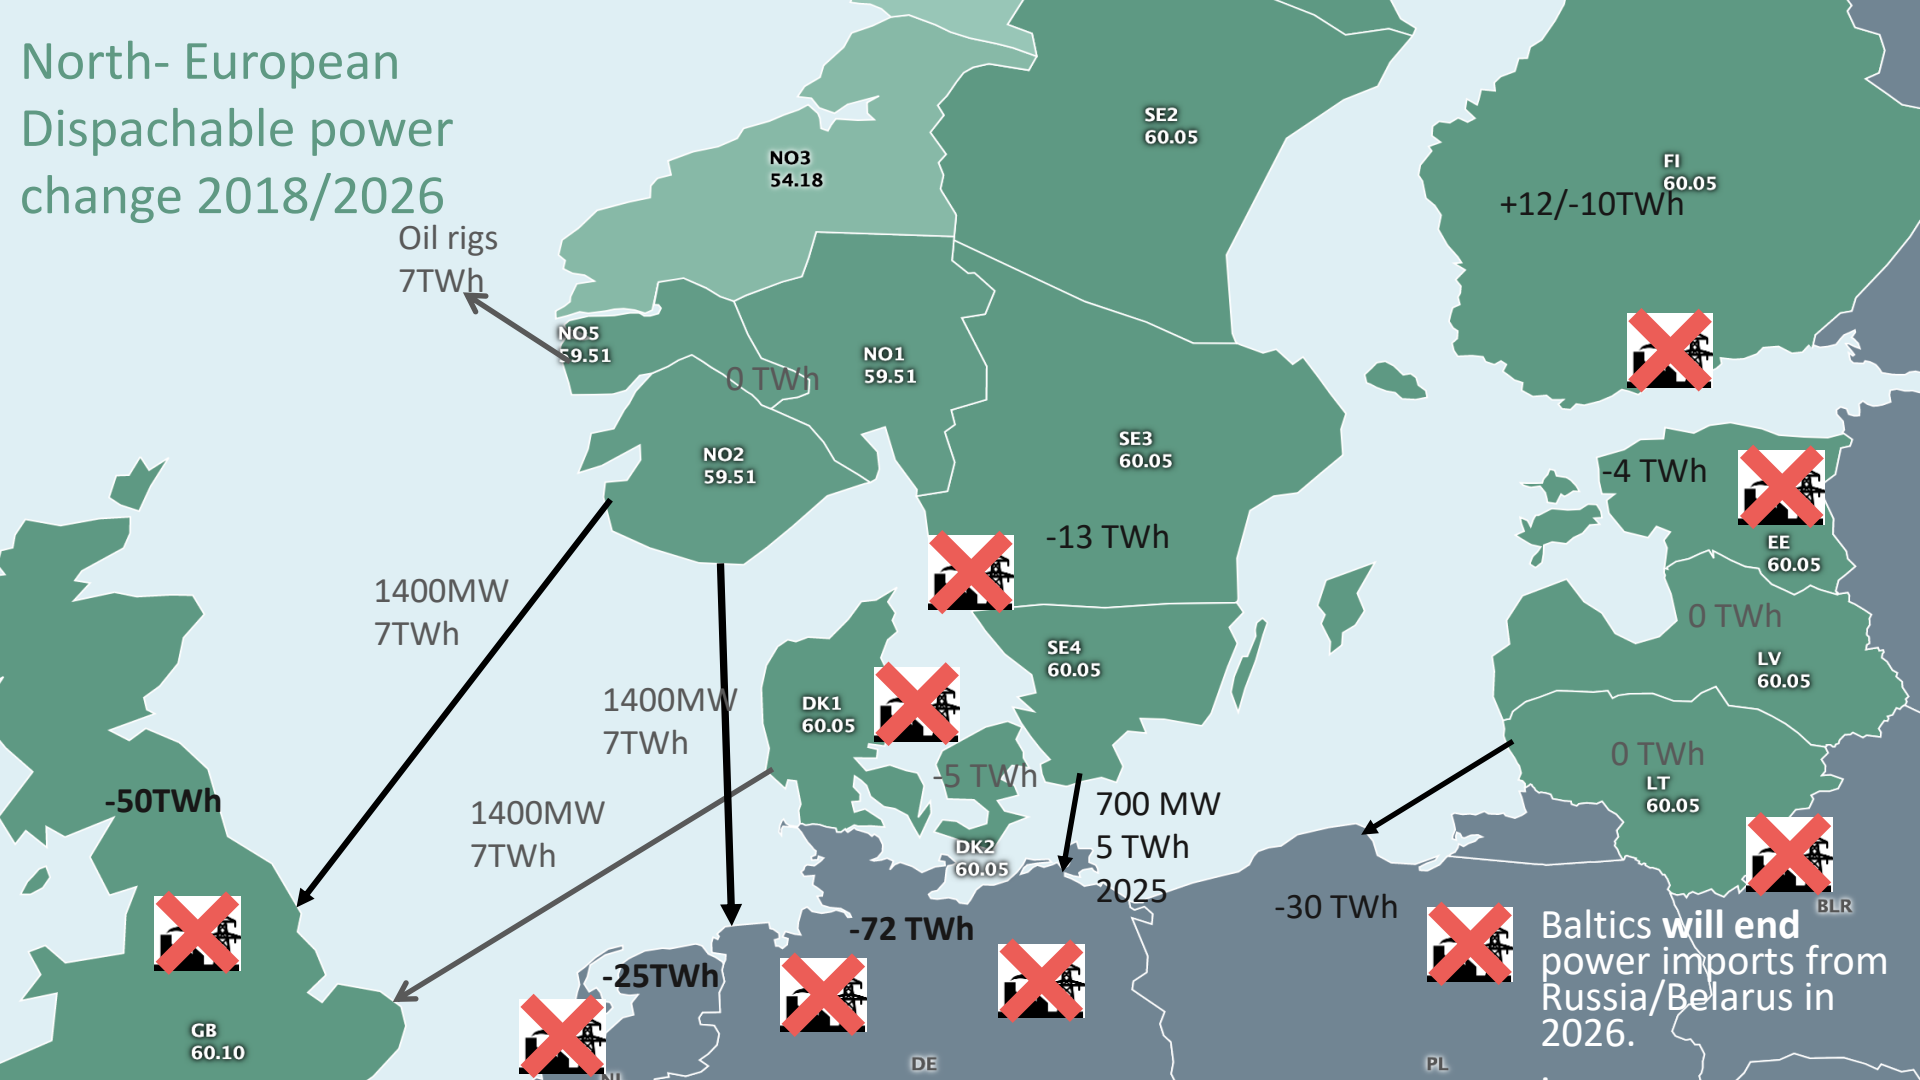 North- European
Dispachable power
change 2018/2026
Oil rigs
7TWh
NO3
54.18
SE2
60.05
FI
60.05
+12/-10TWh
NO5
59.51
0 TWh
NO1
59.51
NO2
59.51
SE3
60.05
-13 TWh
-4 TWh
EE
60.05
1400MW
7TWh
0 TWh
LV
60.05
SE4
60.05
1400MW
7TWh
DK1
60.05
-5 TWh
0 TWh
LT
60.05
-50TWh
1400MW
7TWh
700 MW
5 TWh
2025
DK2
60.05
-30 TWh
BLR
-72 TWh
-25TWh
Baltics will end
power imports from
Russia/Belarus in
2026.
GB
60.10
NL
DE
PL